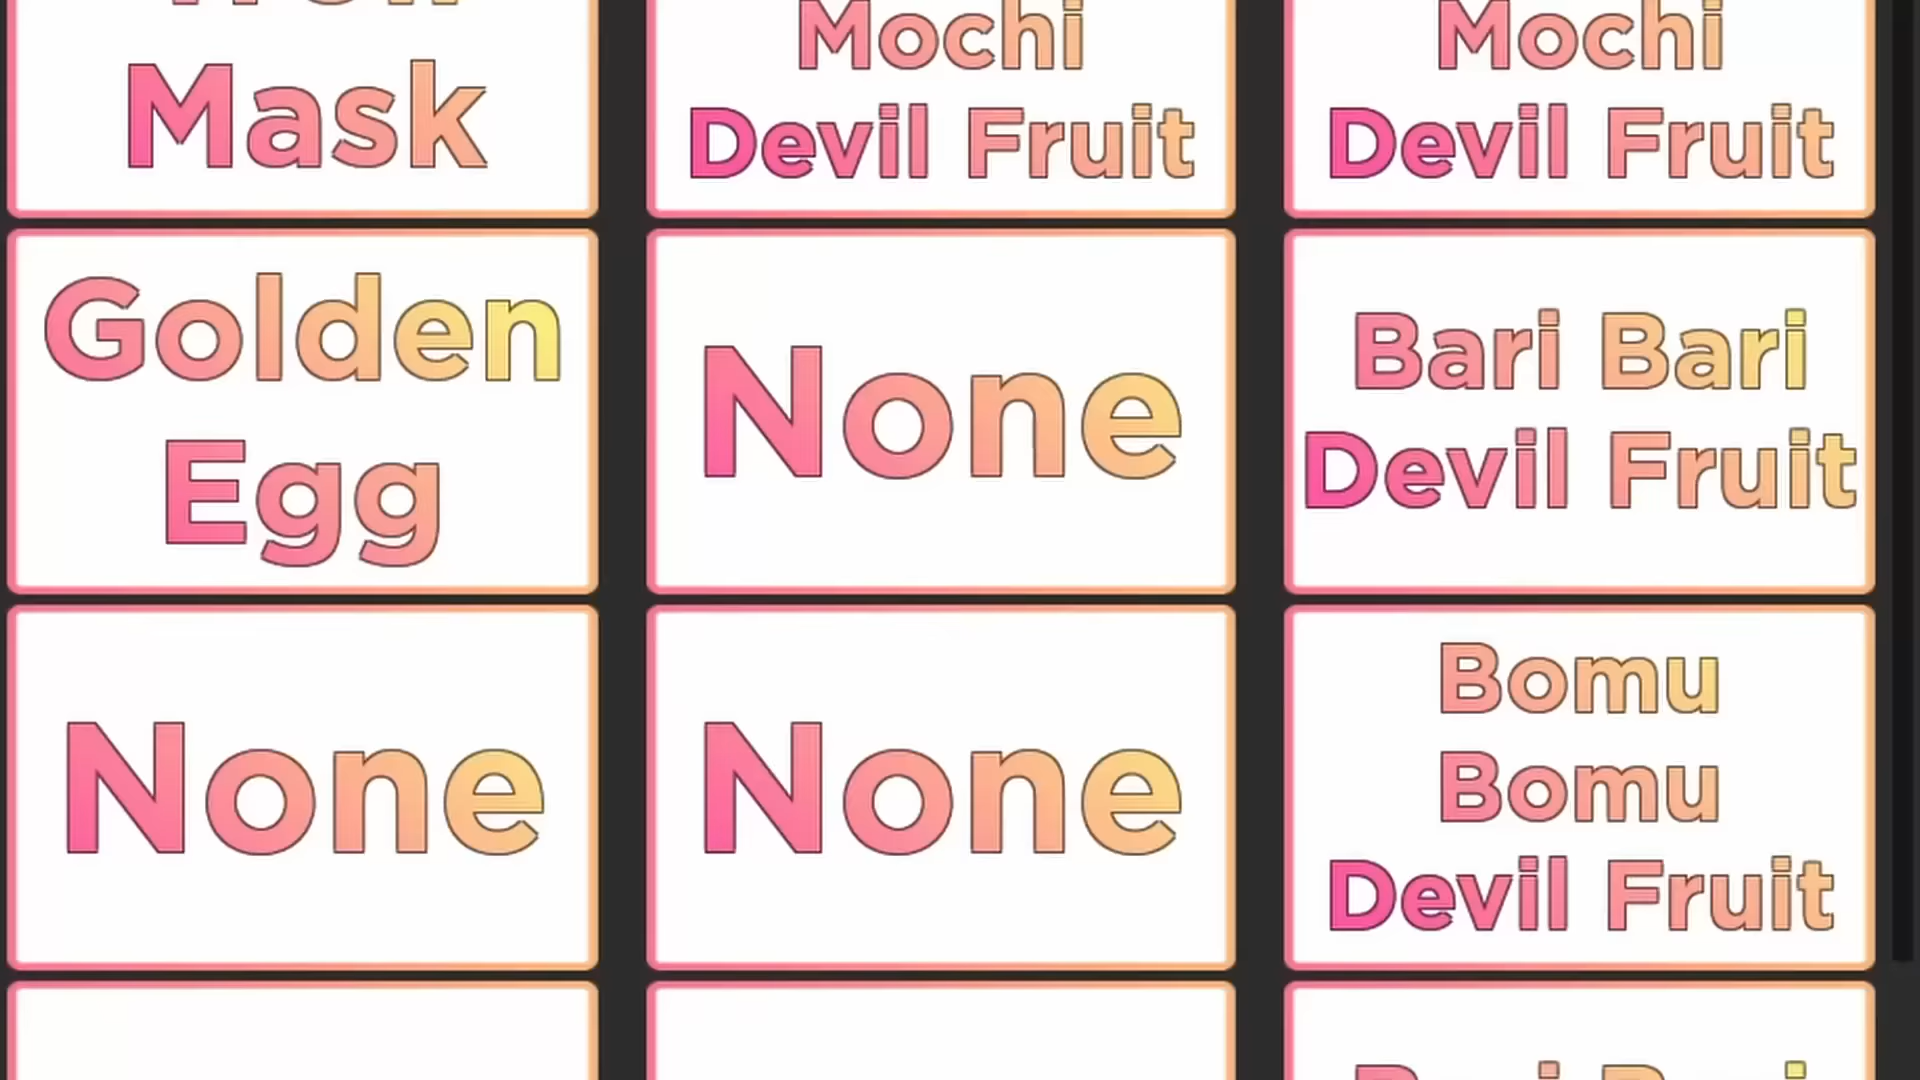 Mask
Mochi
Devil Fruit
Mochi
Devil Fruit
Golden
Egg
None
Bari Bari
Devil Fruit
None
None
Bomu
Bomu
Devil Fruit